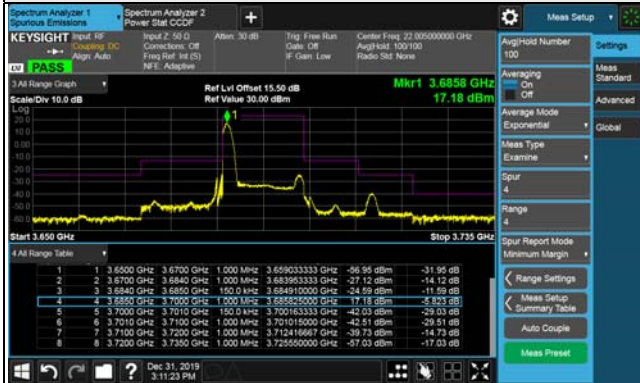 Spectrum Analyzer 1
Spurious Emissions
Spectrum Analyzer 2
Power Stat CCDF
Meas Setup
KEYSIGHT
Input: RF
Coupling: DC
Align: Auto
Input Z: 50 Ω
Corrections: Off
Freq Ref: Int (S)
NFE: Adaptive
Atten: 30 dB
Trig: Free Run
Gate: Off
IF Gain: Low
Center Freq: 22.005000000 GHz
Avg|Hold: 100/100
Radio Std: None
PASS
3 All Range Graph
Scale/Div 10.0 dB
Ref Lvl Offset 15.50 dB
Ref Value 30.00 dBm
Mkr1 3.6858 GHz
17.18 dBm
Log
20.0
10.0
0.00
-10.0
-20.0
-30.0
-40.0
-50.0
-60.0
1
Start 3.650 GHz
Stop 3.735 GHz
4 All Range Table
1 1 3.6500 GHz 3.6700 GHz 1.000 MHz 3.659033333 GHz -56.95 dBm -31.95 dB
2 2 3.6700 GHz 3.6840 GHz 1.000 MHz 3.683953333 GHz -27.12 dBm -14.12 dB
3 3 3.6840 GHz 3.6850 GHz 150.0 kHz 3.684910000 GHz -24.59 dBm -11.59 dB
4 4 3.6850 GHz 3.7000 GHz 1.000 MHz 3.685825000 GHz 17.18 dBm -5.823 dB
5 5 3.7000 GHz 3.7010 GHz 150.0 kHz 3.700163333 GHz -42.03 dBm -29.03 dB
6 6 3.7010 GHz 3.7100 GHz 1.000 MHz 3.701015000 GHz -42.51 dBm -29.51 dB
7 7 3.7100 GHz 3.7200 GHz 1.000 MHz 3.712416667 GHz -39.73 dBm -14.73 dB
8 8 3.7200 GHz 3.7350 GHz 1.000 MHz 3.725550000 GHz -57.03 dBm -17.03 dB
Dec 31, 2019
3:11:23 PM
Avg|Hold Number
100
Averaging
On
Off
Average Mode
Exponential
Meas Type
Examine
Spur
4
Range
4
Spur Report Mode
Minimum Margin
Range Settings
Meas Setup
Summary Table
Auto Couple
Meas Preset
Settings
Meas
Standard
Advanced
Global